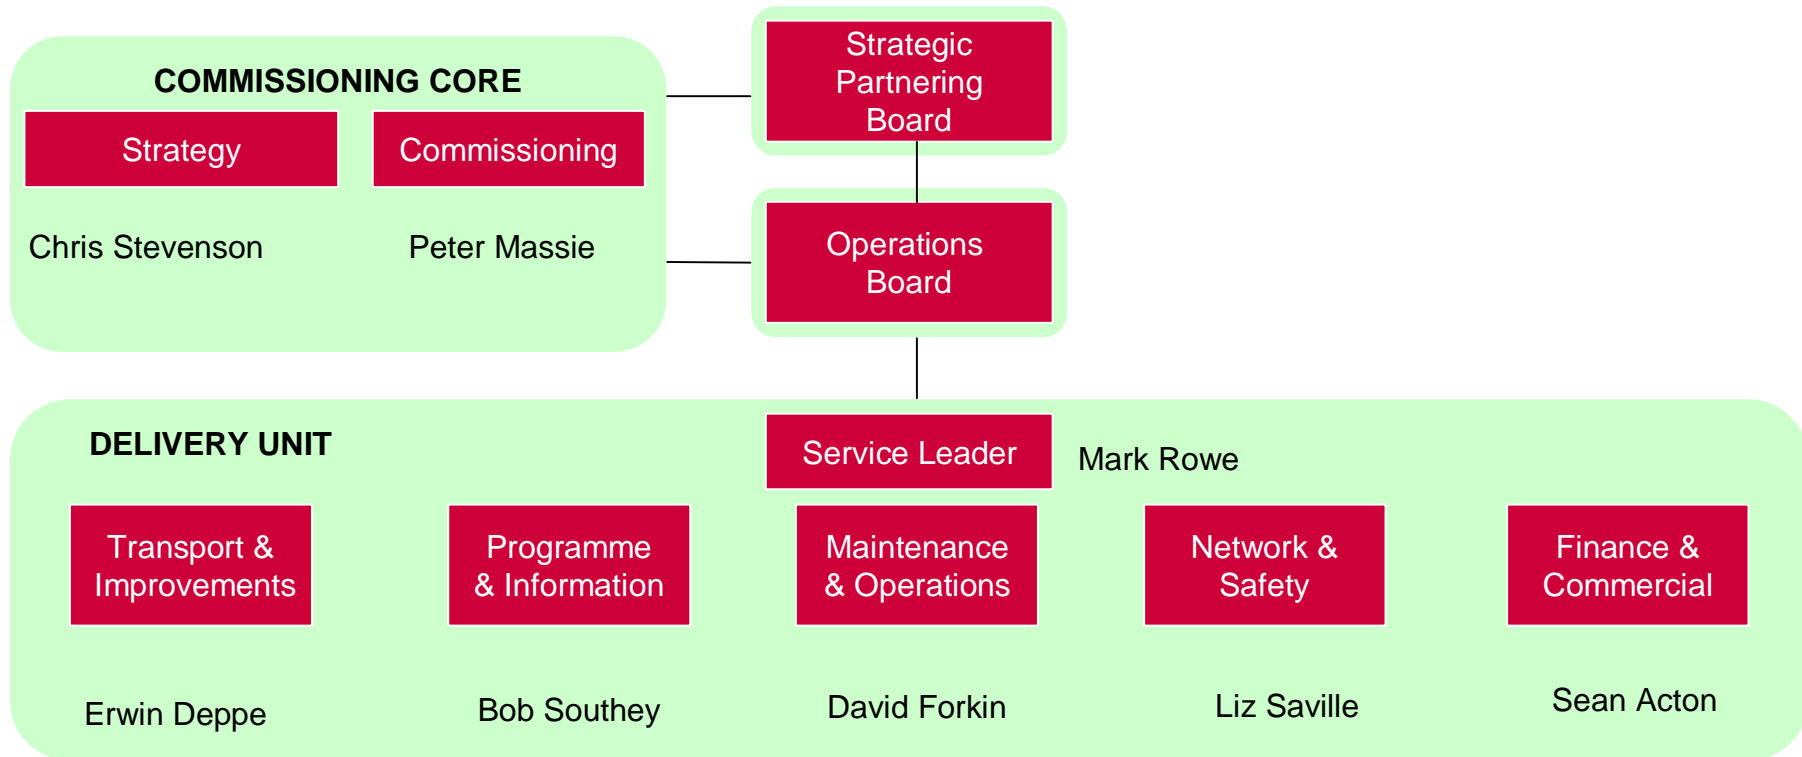 COMMISSIONING CORE
Strategy
Commissioning
Chris Stevenson
Peter Massie
Strategic
Partnering
Board
Operations
Board
DELIVERY UNIT
Service Leader
Mark Rowe
Transport &
Improvements
Programme
& Information
Maintenance
& Operations
Network &
Safety
Finance &
Commercial
Erwin Deppe
Bob Southey
David Forkin
Liz Saville
Sean Acton